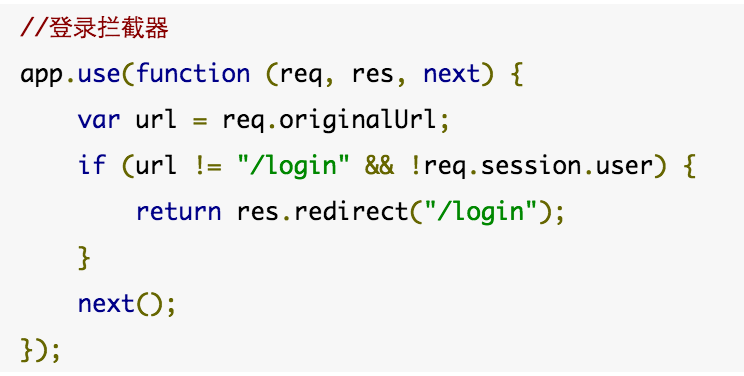 //登录拦截器
app.use(function (req, res, next) {
    var url = req.originalUrl;
    if (url != "/login" && !req.session.user) {
        return res.redirect("/login");
    }
    next();
});